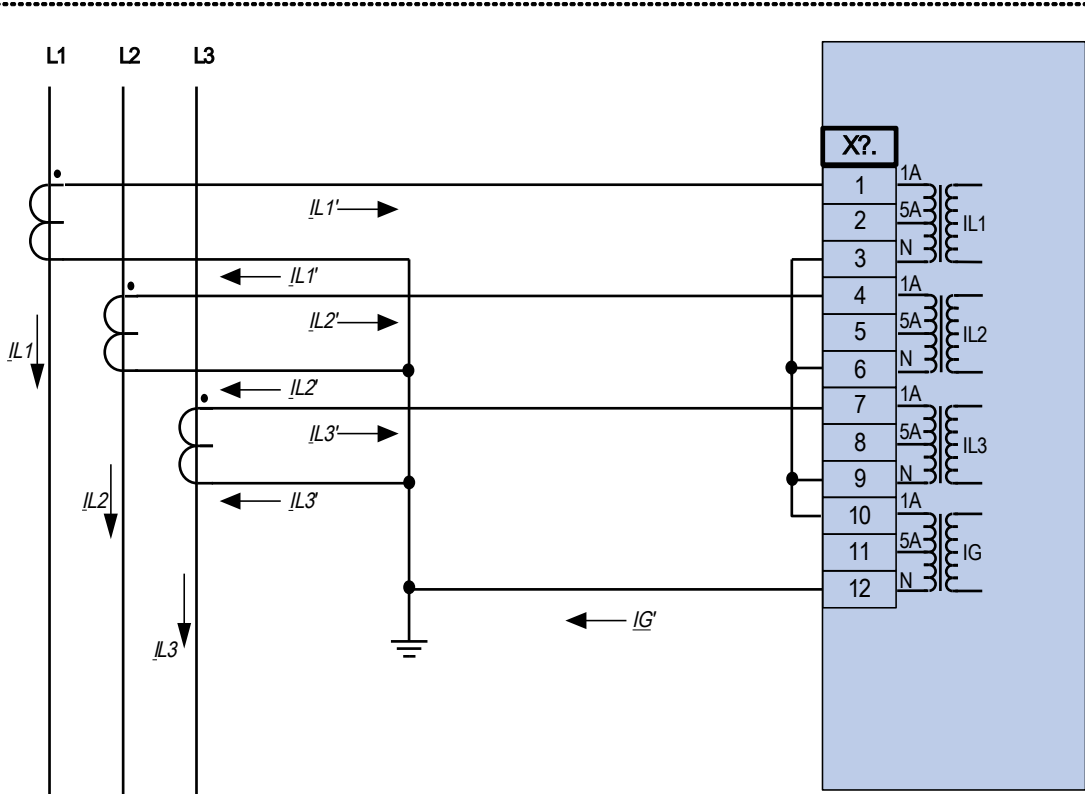 L1 L2 L3
X?.
1 1A
2 5A IL1
3 N
4 1A
5 5A IL2
6 N
7 1A
8 5A IL3
9 N
10 1A
11 5A IG
12 N
IL1'
IL1'
IL2'
IL1
IL2'
IL3'
IL2
IL3'
IG'
IL3